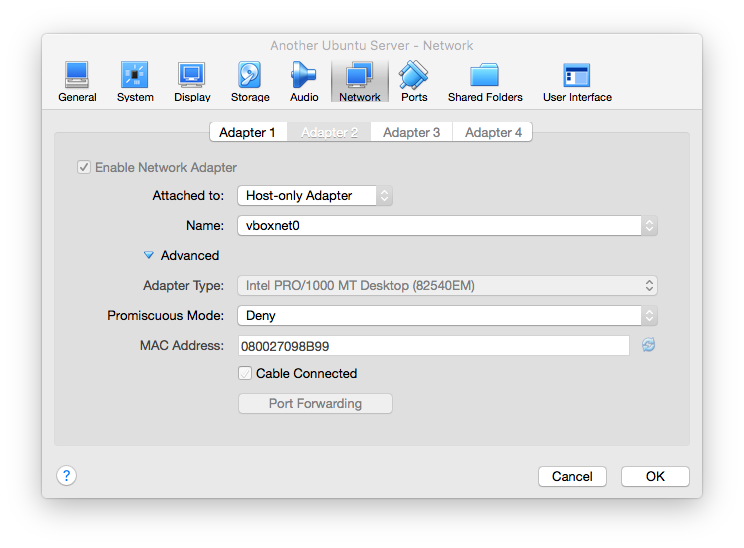 Another Ubuntu Server - Network
General System Display Storage Audio Network Ports Shared Folders User Interface
Adapter 1 Adapter 2 Adapter 3 Adapter 4
Enable Network Adapter
Attached to: Host-only Adapter
Name: vboxnet0
Advanced
Adapter Type: Intel PRO/1000 MT Desktop (82540EM)
Promiscuous Mode: Deny
MAC Address: 080027098B99
Cable Connected
Port Forwarding
? Cancel OK